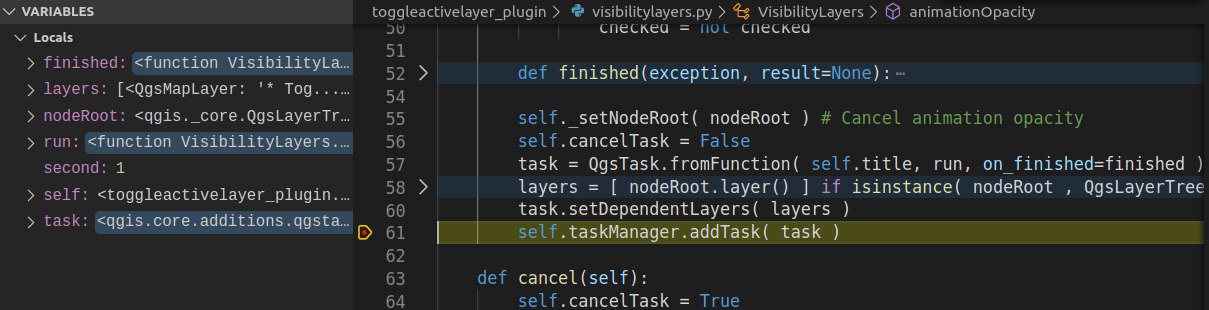 VARIABLES
Locals
finished: <function VisibilityLa...
layers: [<QgsMapLayer: '* Tog....
nodeRoot: <qgis._core.QgsLayerTr...
run: <function VisibilityLayers....
second: 1
self: <toggleactivelayer_plugin....
task: <qgis.core.additions.qgsta...
toggleactivelayer_plugin > visibilitylayers.py > VisibilityLayers > animationOpacity
50 checked = not checked
51
52 def finished(exception, result=None): ⋯
54
55 self._setNodeRoot( nodeRoot ) # Cancel animation opacity
56 self.cancelTask = False
57 task = QgsTask.fromFunction( self.title, run, on_finished=finished )
58 layers = [ nodeRoot.layer() ] if isinstance( nodeRoot , QgsLayerTree
60 task.setDependentLayers( layers )
61 self.taskManager.addTask( task )
62
63 def cancel(self):
64 self.cancelTask = True